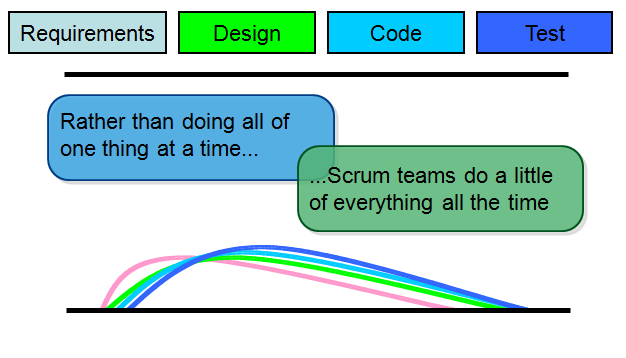 Requirements Design Code Test
Rather than doing all of
one thing at a time...
...Scrum teams do a little
of everything all the time